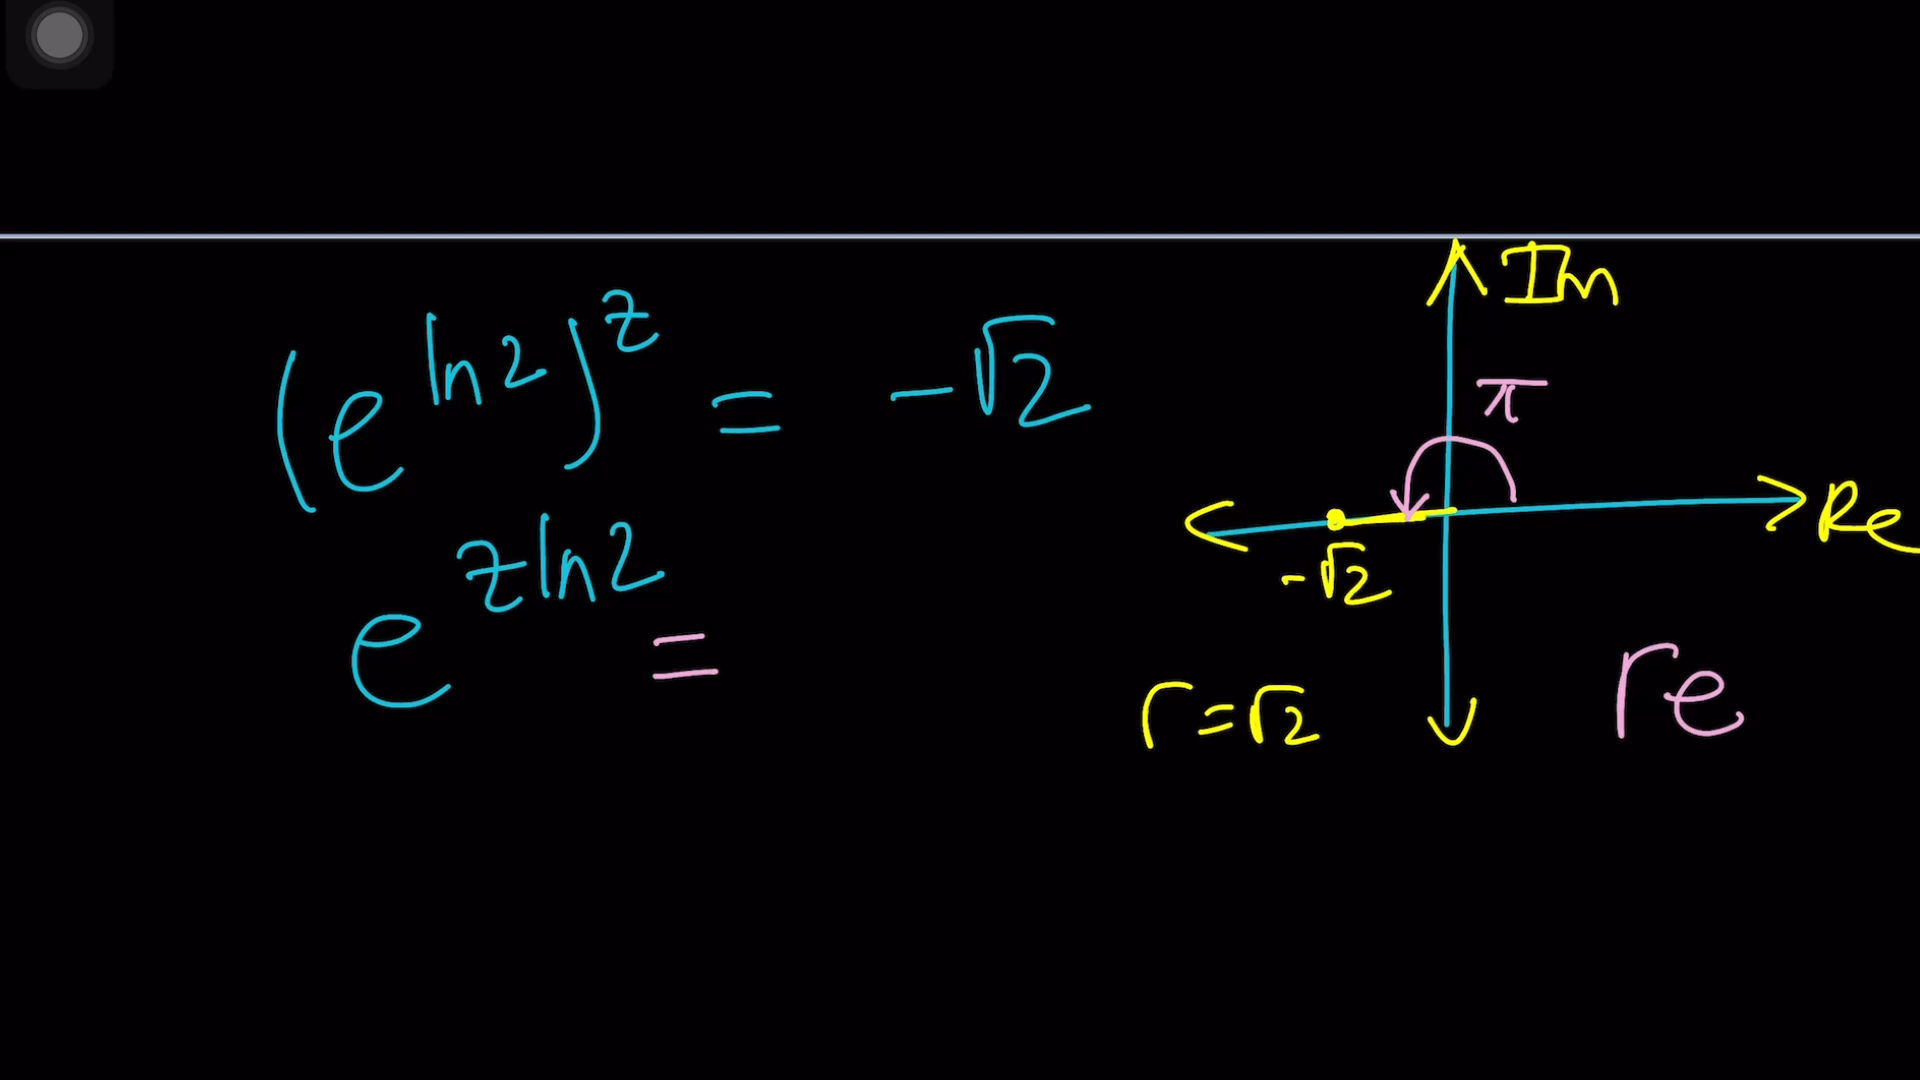 (e^{ln2})^z = -√2
e^{zln2} =
Im
π
Re
-√2
r=√2
re